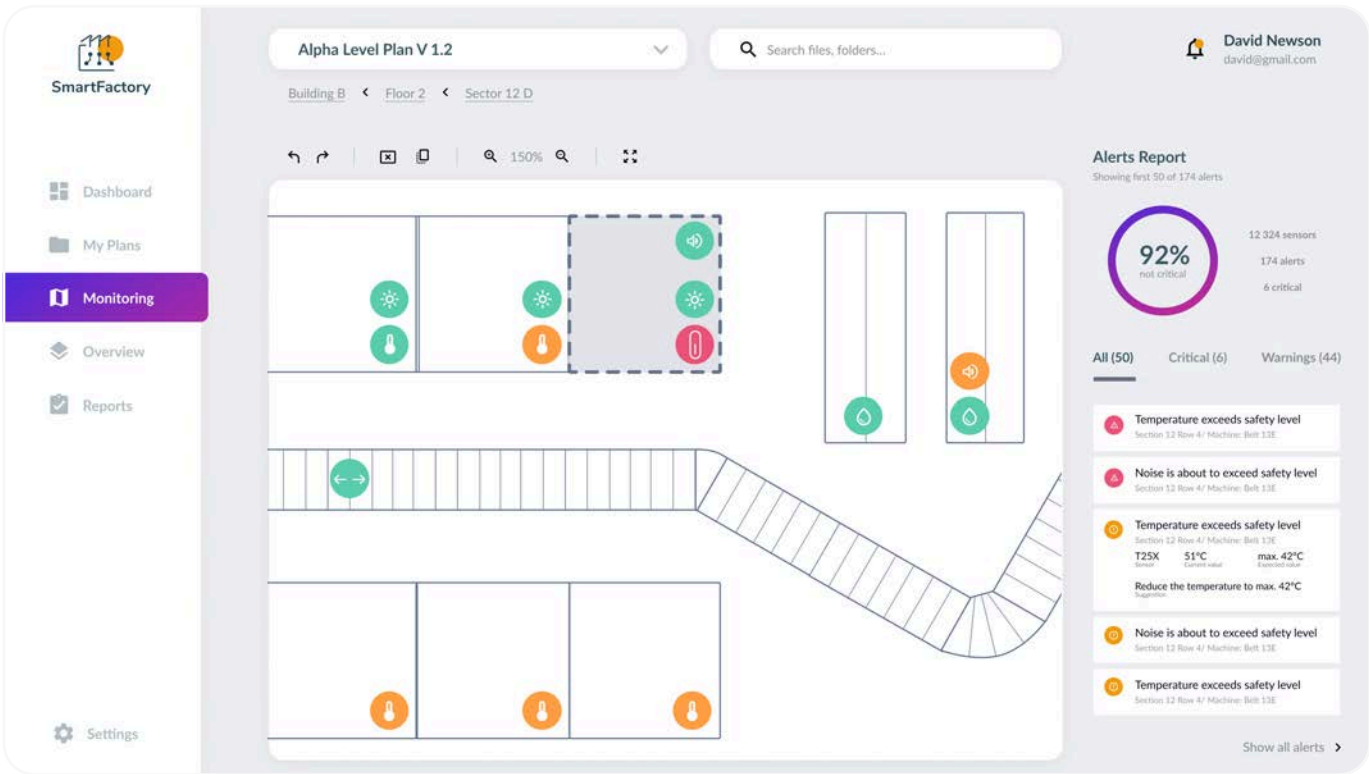 SmartFactory
Dashboard
My Plans
Monitoring
Overview
Reports
Settings
Alpha Level Plan V 1.2
Search files, folders...
David Newson
david@gmail.com
Building B
Floor 2
Sector 12 D
150%
Alerts Report
Showing first 50 of 174 alerts
92%
not critical
12 324 sensors
174 alerts
6 critical
All (50) Critical (6) Warnings (44)
Temperature exceeds safety level
Section 12 Row 4/ Machine: Belt 13E
Noise is about to exceed safety level
Section 12 Row 4/ Machine: Belt 13E
Temperature exceeds safety level
Section 12 Row 4/ Machine: Belt 13E
T25X 51°C max. 42°C
Sensor Current value Expected value
Reduce the temperature to max. 42°C
Suggestion
Noise is about to exceed safety level
Section 12 Row 4/ Machine: Belt 13E
Temperature exceeds safety level
Section 12 Row 4/ Machine: Belt 13E
Show all alerts